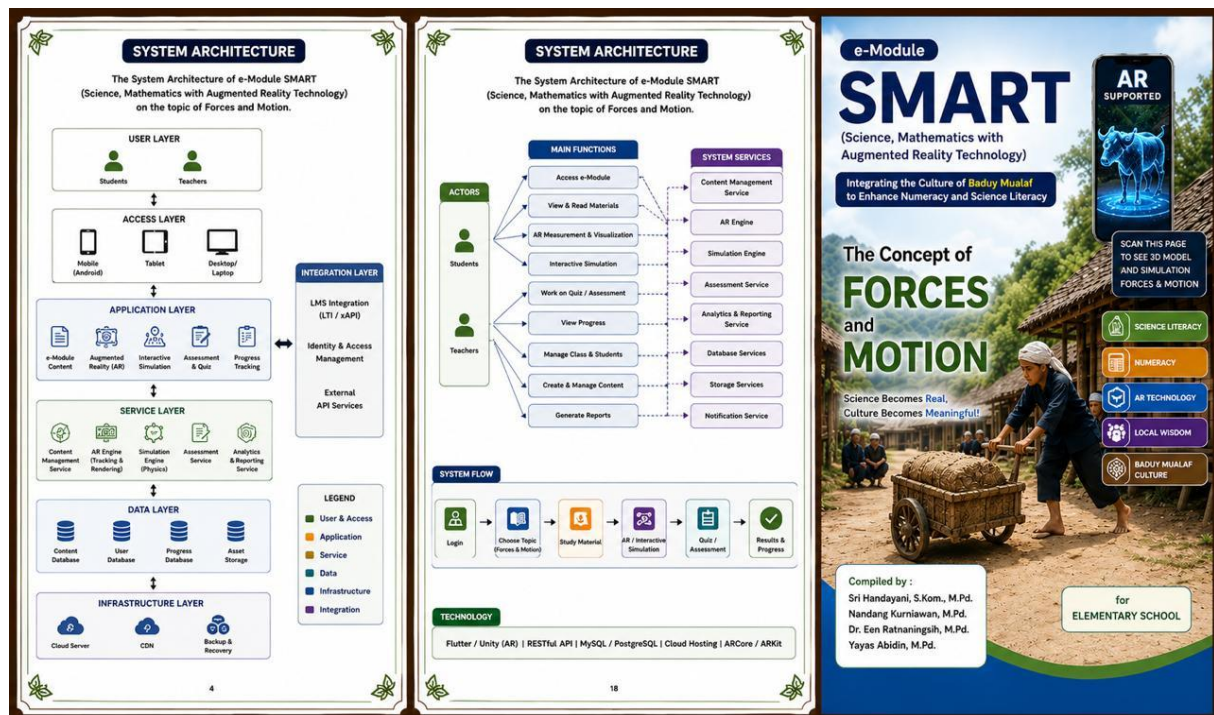 SYSTEM ARCHITECTURE
The System Architecture of e-Module SMART
(Science, Mathematics with Augmented Reality Technology)
on the topic of Forces and Motion.
USER LAYER
Students
Teachers
ACCESS LAYER
Mobile
(Android)
Tablet
Desktop/
Laptop
APPLICATION LAYER
e-Module
Content
Augmented
Reality (AR)
Interactive
Simulation
Assessment
& Quiz
Progress
Tracking
SERVICE LAYER
Content
Management
Service
AR Engine
(Tracking &
Rendering)
Simulation
Engine
(Physics)
Assessment
Service
Analytics
& Reporting
Service
DATA LAYER
Content
Database
User
Database
Progress
Database
Asset
Storage
INFRASTRUCTURE LAYER
Cloud Server
CDN
Backup &
Recovery
INTEGRATION LAYER
LMS Integration
(LTI / xAPI)
Identity & Access
Management
External
API Services
LEGEND
User & Access
Application
Service
Data
Infrastructure
Integration
4
SYSTEM ARCHITECTURE
The System Architecture of e-Module SMART
(Science, Mathematics with Augmented Reality Technology)
on the topic of Forces and Motion.
ACTORS
Students
Teachers
MAIN FUNCTIONS
Access e-Module
View & Read Materials
AR Measurement & Visualization
Interactive Simulation
Work on Quiz / Assessment
View Progress
Manage Class & Students
Create & Manage Content
Generate Reports
SYSTEM SERVICES
Content Management
Service
AR Engine
Simulation Engine
Assessment Service
Analytics & Reporting
Service
Database Services
Storage Services
Notification Service
SYSTEM FLOW
Login
Choose Topic
(Forces & Motion)
Study Material
AR / Interactive
Simulation
Quiz /
Assessment
Results &
Progress
TECHNOLOGY
Flutter / Unity (AR) | RESTful API | MySQL / PostgreSQL | Cloud Hosting | ARCore / ARKit
18
e-Module
SMART
(Science, Mathematics with
Augmented Reality Technology)
Integrating the Culture of Baduy Mualaf
to Enhance Numeracy and Science Literacy
AR
SUPPORTED
SCAN THIS PAGE
TO SEE 3D MODEL
AND SIMULATION
FORCES & MOTION
The Concept of
FORCES
and
MOTION
Science Becomes Real,
Culture Becomes Meaningful!
SCIENCE LITERACY
NUMERACY
AR TECHNOLOGY
LOCAL WISDOM
BADUY MUALAF
CULTURE
Compiled by :
Sri Handayani, S.Kom., M.Pd.
Nandang Kurniawan, M.Pd.
Dr. Een Ratnaningsih, M.Pd.
Yayas Abidin, M.Pd.
for
ELEMENTARY SCHOOL